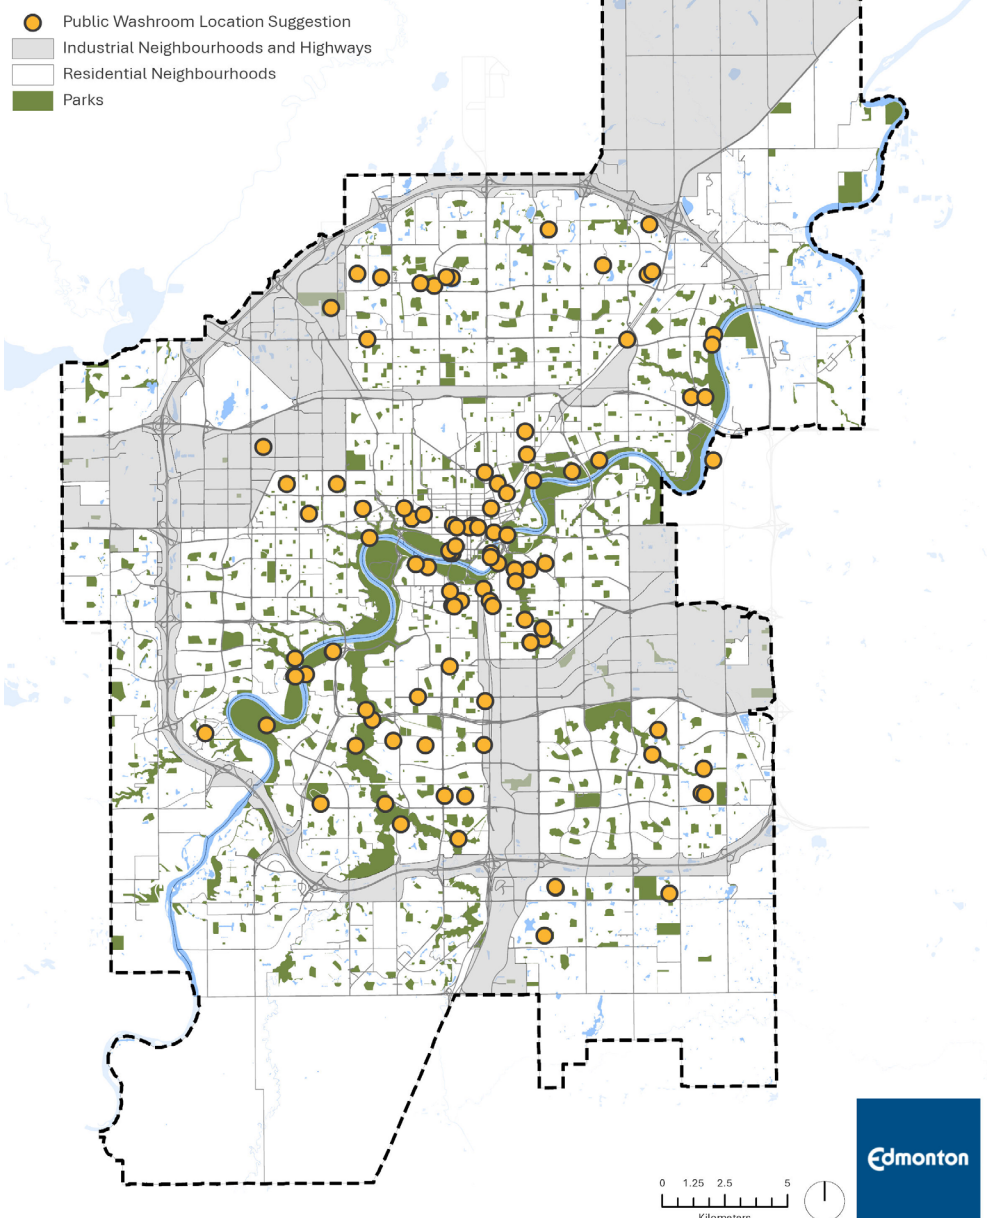 Public Washroom Location Suggestion
Industrial Neighbourhoods and Highways
Residential Neighbourhoods
Parks
0 1.25 2.5 5
Kilometers
Edmonton